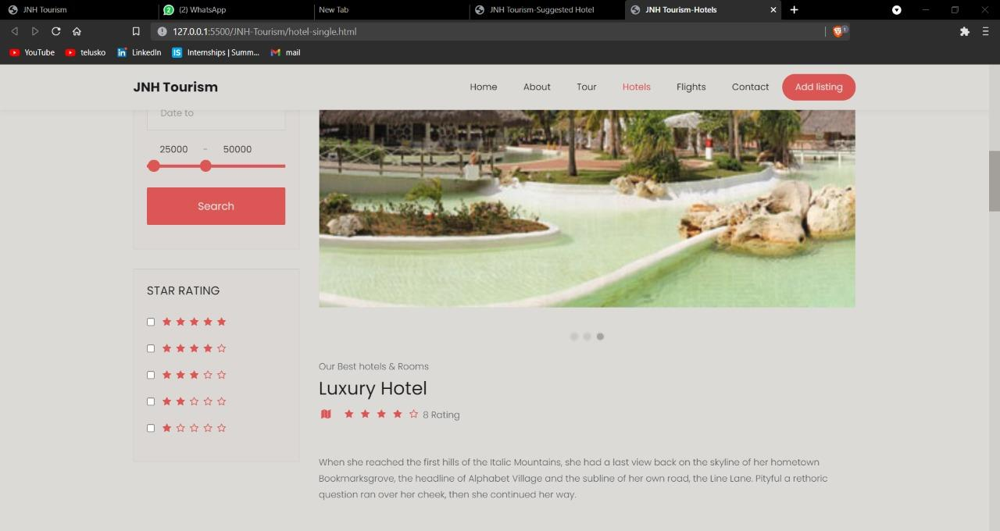 JNH Tourism
(2) WhatsApp
New Tab
JNH Tourism-Suggested Hotel
JNH Tourism-Hotels
127.0.0.1:5500/JNH-Tourism/hotel-single.html
1
YouTube
telusko
in LinkedIn
IS Internships | Summ...
mail
JNH Tourism
Home About Tour Hotels Flights Contact Add listing
Date to
25000 - 50000
Search
STAR RATING
Our Best hotels & Rooms
Luxury Hotel
8 Rating
When she reached the first hills of the Italic Mountains, she had a last view back on the skyline of her hometown
Bookmarksgrove, the headline of Alphabet Village and the subline of her own road, the Line Lane. Pityful a rethoric
question ran over her cheek, then she continued her way.